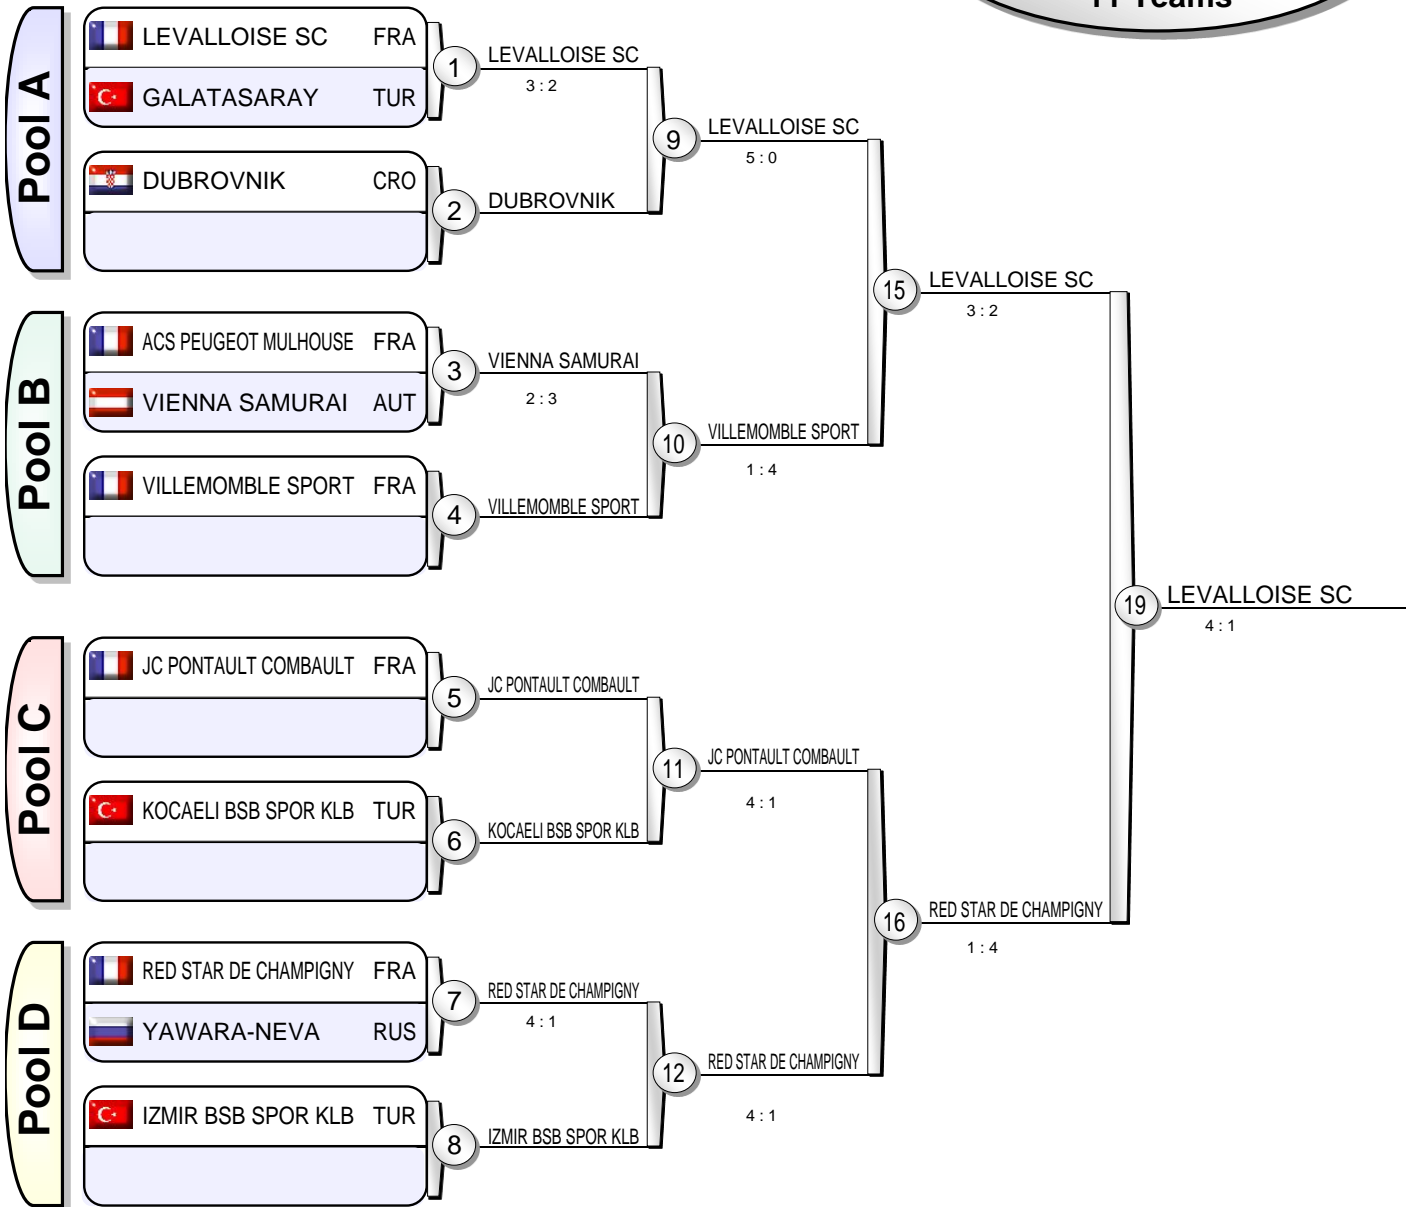 11 Teams
Pool A
LEVALLOISE SC FRA
GALATASARAY TUR
1
LEVALLOISE SC
3 : 2
DUBROVNIK CRO
2
DUBROVNIK
9
LEVALLOISE SC
5 : 0
Pool B
ACS PEUGEOT MULHOUSE FRA
VIENNA SAMURAI AUT
3
VIENNA SAMURAI
2 : 3
VILLEMOMBLE SPORT FRA
4
VILLEMOMBLE SPORT
10
VILLEMOMBLE SPORT
1 : 4
15
LEVALLOISE SC
3 : 2
Pool C
JC PONTAULT COMBAULT FRA
5
JC PONTAULT COMBAULT
KOCAELI BSB SPOR KLB TUR
6
KOCAELI BSB SPOR KLB
11
JC PONTAULT COMBAULT
4 : 1
Pool D
RED STAR DE CHAMPIGNY FRA
YAWARA-NEVA RUS
7
RED STAR DE CHAMPIGNY
4 : 1
IZMIR BSB SPOR KLB TUR
8
IZMIR BSB SPOR KLB
12
RED STAR DE CHAMPIGNY
4 : 1
16
RED STAR DE CHAMPIGNY
1 : 4
19
LEVALLOISE SC
4 : 1